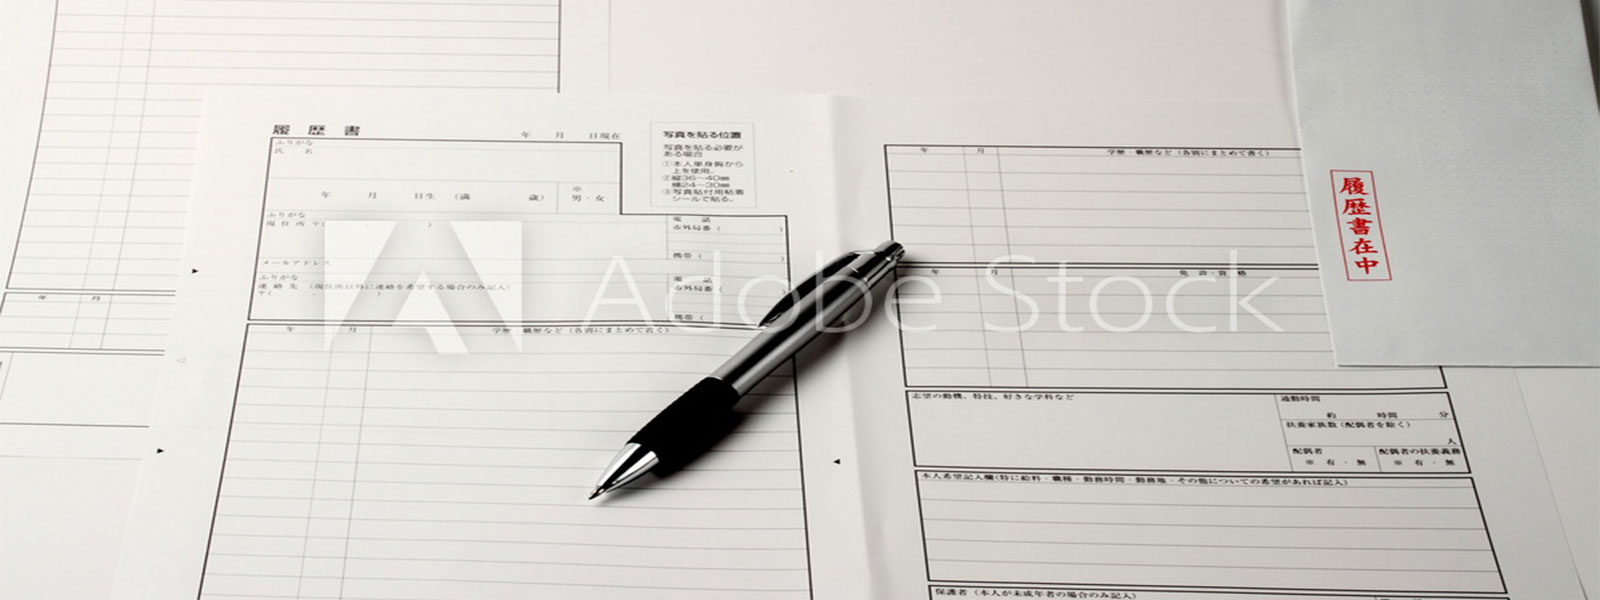 履歴書
年 月 日現在
ふりがな
氏 名
年 月 日生 (満 歳)
※
男・女
写真を貼る位置
写真を貼る必要が
ある場合
①本人単身胸から
上を使用。
②縦36〜40mm
横24〜30mm
③写真貼付用粘着
シールで貼る。
ふりがな
現住所 〒( )
電 話
市外局番 ( )
携帯 (
メールアドレス
ふりがな
連絡先 (現住所以外に連絡を希望する場合のみ記入)
〒( )
電 話
市外局番 (
携帯 (
年 月 学歴・職歴など (各別にまとめて書く)
年 月
年 月 学歴・職歴など (各別にまとめて書く)
年 月 免許・資格
志望の動機、特技、好きな学科など
通勤時間
約 時間 分
扶養家族数 (配偶者を除く)
人
配偶者
※ 有 ・ 無
配偶者の扶養義務
※ 有 ・ 無
本人希望記入欄 (特に給料・職種・勤務時間・勤務地・その他についての希望があれば記入)
保護者 (本人が未成年者の場合のみ記入)
履歴書在中
Adobe Stock